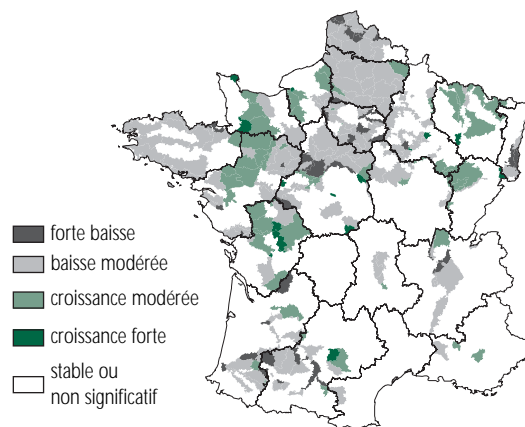 forte baisse
baisse modérée
croissance modérée
croissance forte
stable ou
non significatif